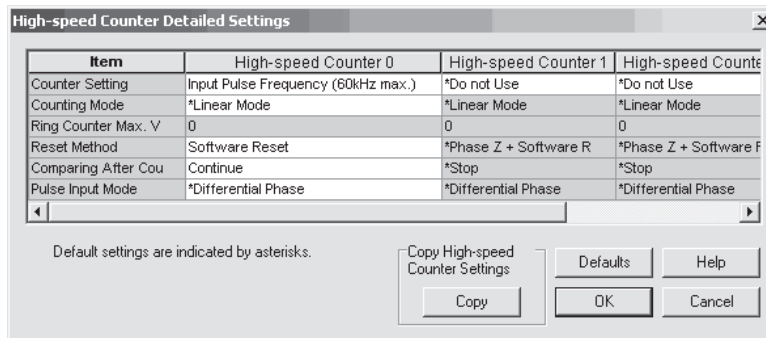 High-speed Counter Detailed Settings
Item High-speed Counter 0 High-speed Counter 1 High-speed Counte
Counter Setting Input Pulse Frequency (60kHz max.) *Do not Use *Do not Use
Counting Mode *Linear Mode *Linear Mode *Linear Mode
Ring Counter Max. V 0 0 0
Reset Method Software Reset *Phase Z + Software R *Phase Z + Software R
Comparing After Cou Continue *Stop *Stop
Pulse Input Mode *Differential Phase *Differential Phase *Differential Phase
Default settings are indicated by asterisks.
Copy High-speed
Counter Settings
Copy
Defaults Help
OK Cancel